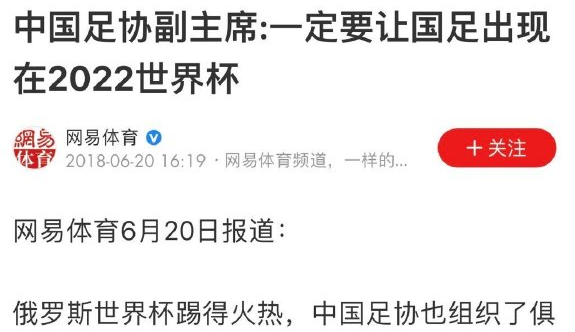 中国足协副主席:一定要让国足出现
在2022世界杯
網易
体育
网易体育
+关注
2018-06-20 16:19 · 网易体育频道，一样的...
网易体育6月20日报道：
俄罗斯世界杯踢得火热，中国足协也组织了俱